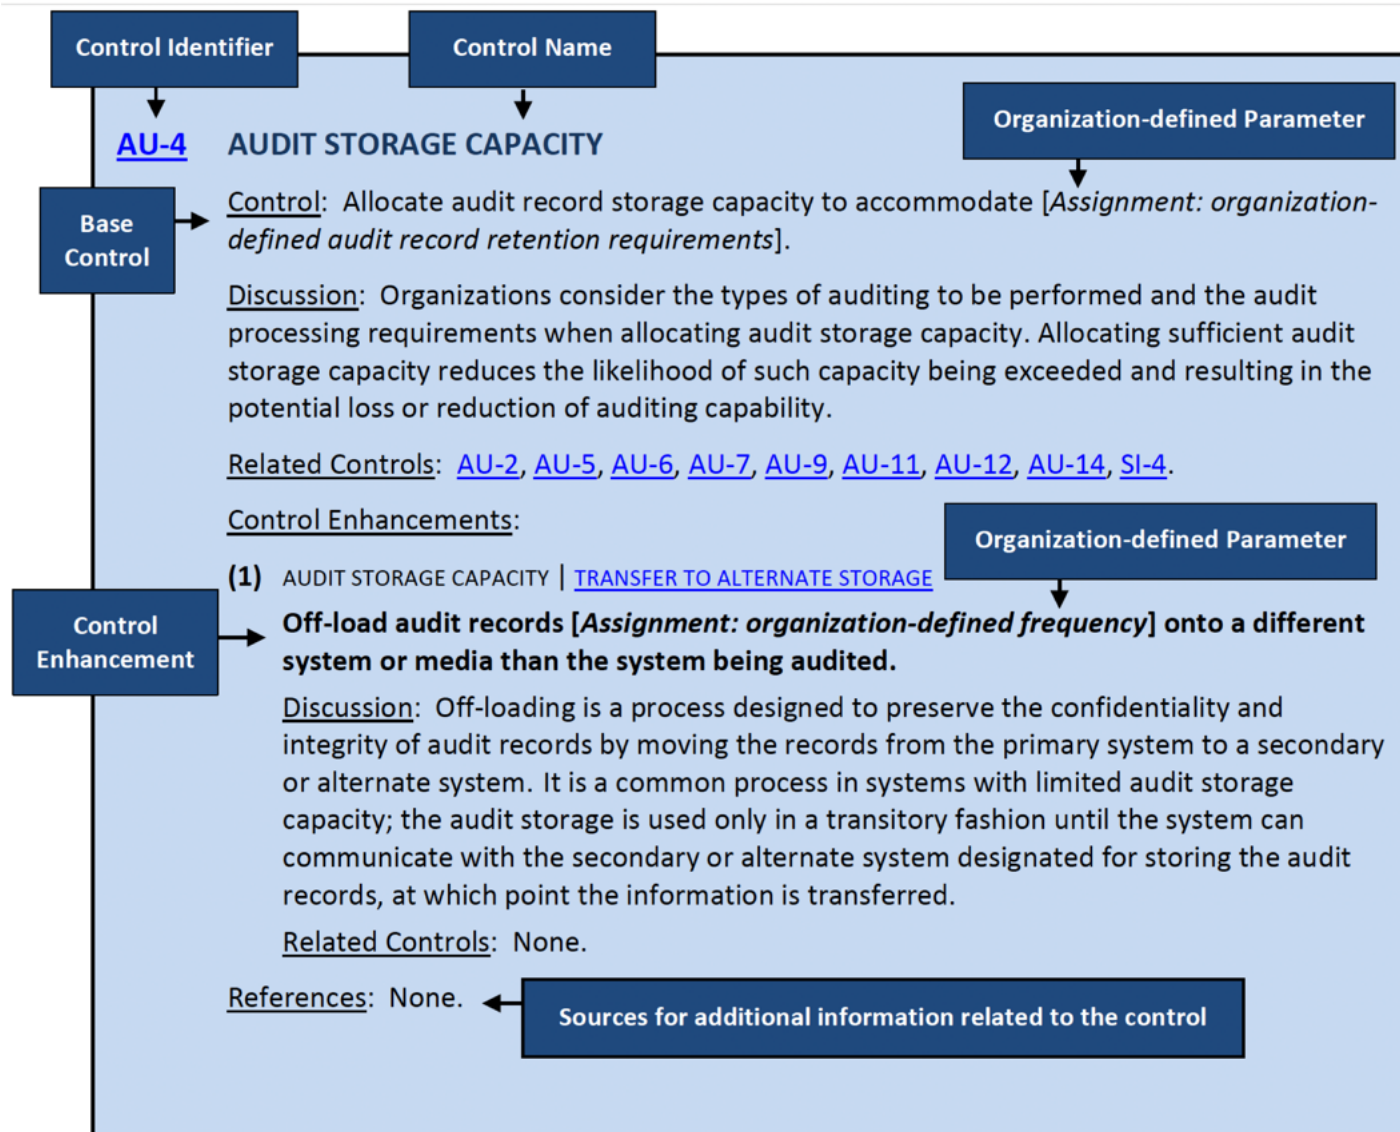 Control Identifier
Control Name
Organization-defined Parameter
AU-4 AUDIT STORAGE CAPACITY
Base
Control
Control: Allocate audit record storage capacity to accommodate [Assignment: organization-
defined audit record retention requirements].
Discussion: Organizations consider the types of auditing to be performed and the audit
processing requirements when allocating audit storage capacity. Allocating sufficient audit
storage capacity reduces the likelihood of such capacity being exceeded and resulting in the
potential loss or reduction of auditing capability.
Related Controls: AU-2, AU-5, AU-6, AU-7, AU-9, AU-11, AU-12, AU-14, SI-4.
Control Enhancements:
Organization-defined Parameter
(1) AUDIT STORAGE CAPACITY | TRANSFER TO ALTERNATE STORAGE
Control
Enhancement
Off-load audit records [Assignment: organization-defined frequency] onto a different
system or media than the system being audited.
Discussion: Off-loading is a process designed to preserve the confidentiality and
integrity of audit records by moving the records from the primary system to a secondary
or alternate system. It is a common process in systems with limited audit storage
capacity; the audit storage is used only in a transitory fashion until the system can
communicate with the secondary or alternate system designated for storing the audit
records, at which point the information is transferred.
Related Controls: None.
References: None.
Sources for additional information related to the control